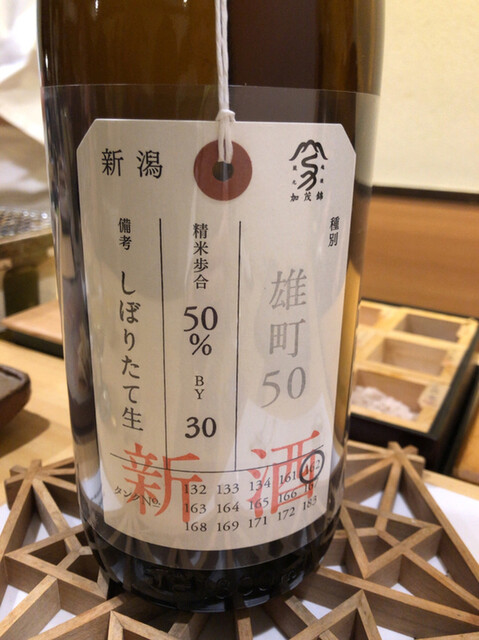 加茂錦
種別
雄町50
精米歩合
50%
BY
30
新潟
備考
しぼりたて生
新酒
タンクNo.
132 133 134 161 162
163 164 165 166 167
168 169 171 172 183